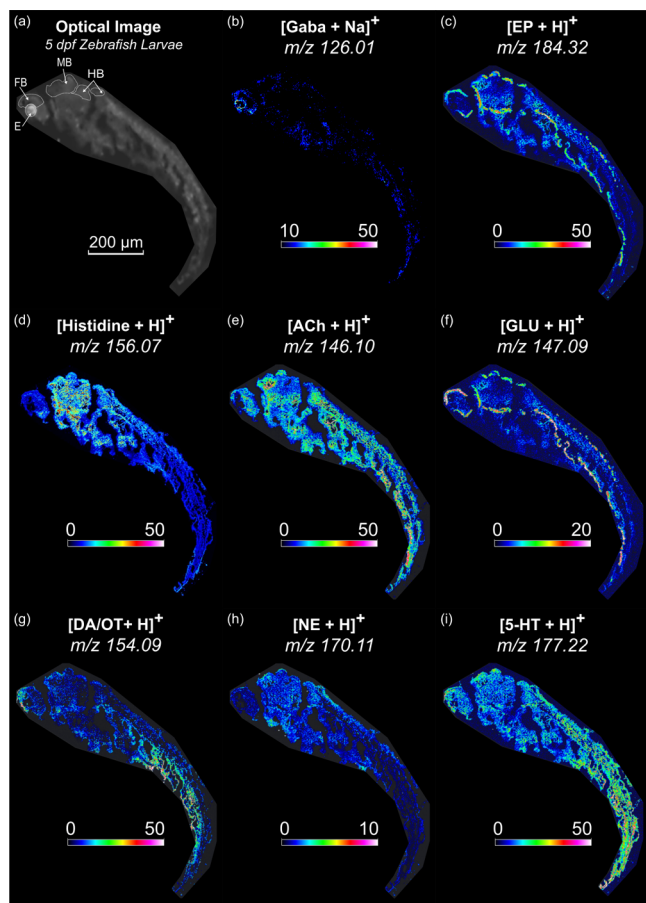 (a) Optical Image
5 dpf Zebrafish Larvae
MB
HB
FB
E
200 µm
(b) [Gaba + Na]+
m/z 126.01
10 50
(c) [EP + H]+
m/z 184.32
0 50
(d) [Histidine + H]+
m/z 156.07
0 50
(e) [ACh + H]+
m/z 146.10
0 50
(f) [GLU + H]+
m/z 147.09
0 20
(g) [DA/OT+ H]+
m/z 154.09
0 50
(h) [NE + H]+
m/z 170.11
0 10
(i) [5-HT + H]+
m/z 177.22
0 50